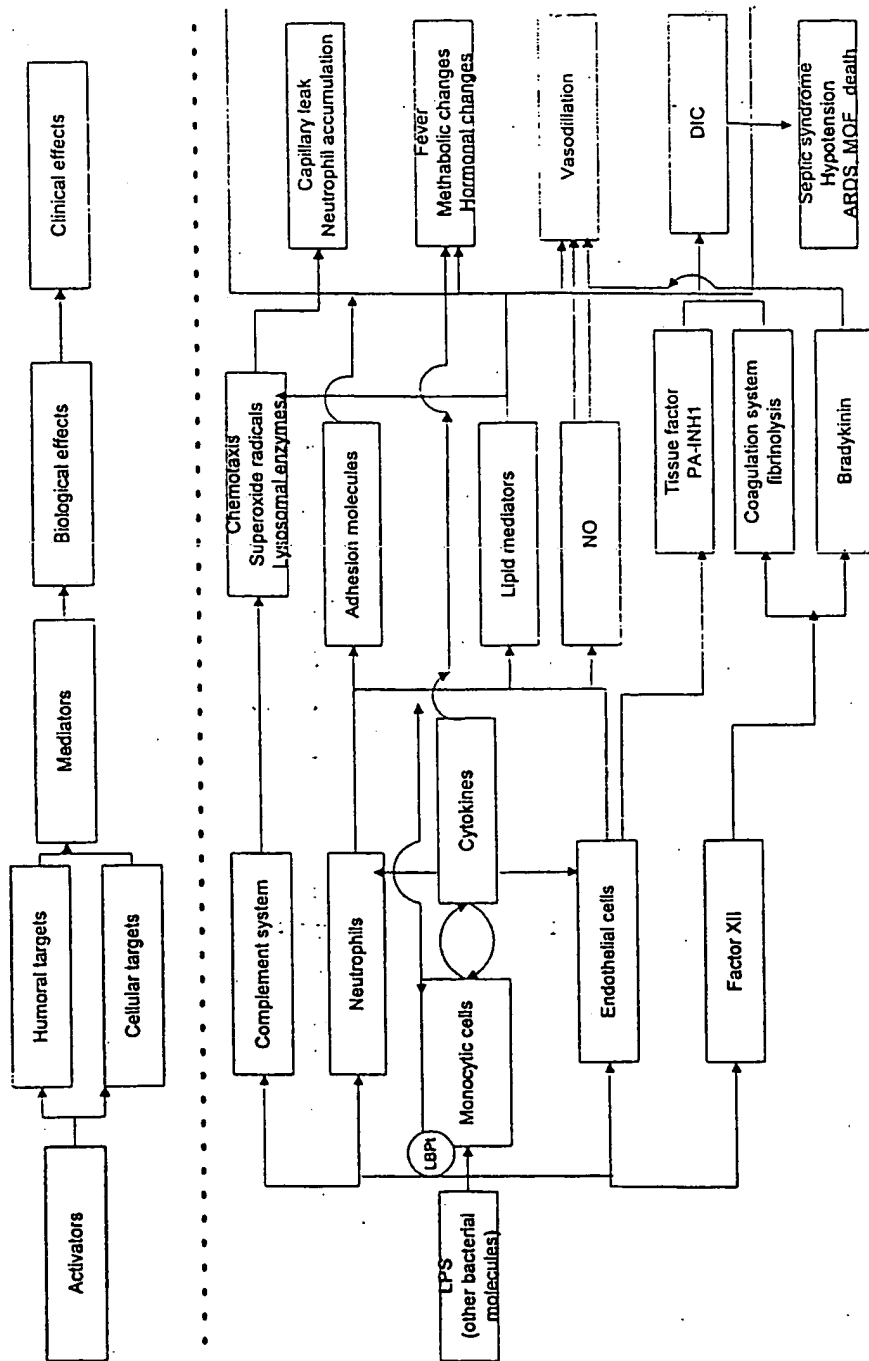 Activators
Humoral targets
Cellular targets
Mediators
Biological effects
Clinical effects
LPS
(other bacterial
molecules)
LBPt
Complement system
Neutrophils
Monocytic cells
Endothelial cells
Factor XII
Cytokines
Chemotaxis
Superoxide radicals
Lysosomal enzymes
Adhesion molecules
Lipid mediators
NO
Tissue factor
PA-INH1
Coagulation system
fibrinolysis
Bradykinin
Capillary leak
Neutrophil accumulation
Fever
Methabolic changes
Hormonal changes
Vasodillation
DIC
Septic syndrome
Hypotension
ARDS, MOF, death